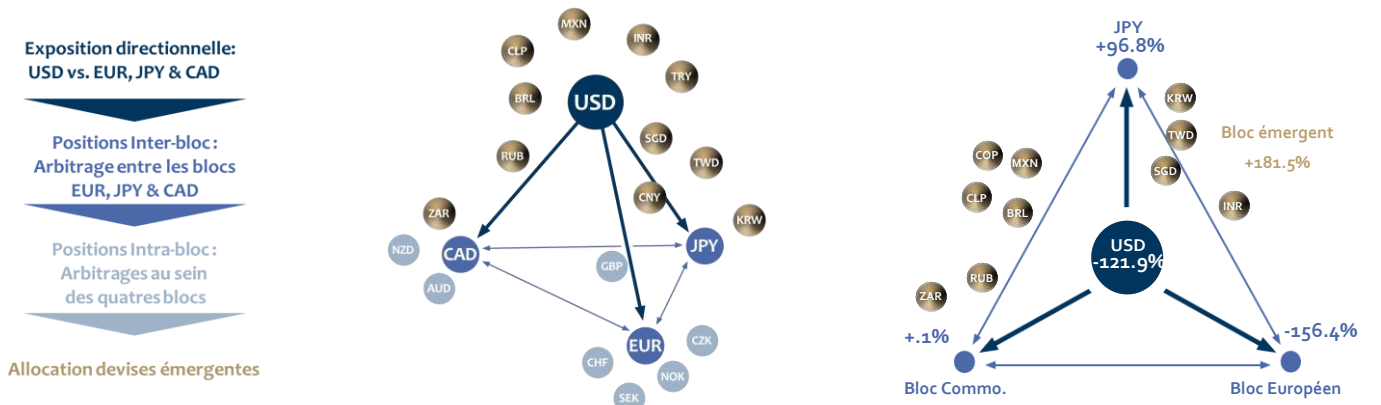 Exposition directionnelle:
USD vs. EUR, JPY & CAD
Positions Inter-bloc :
Arbitrage entre les blocs
EUR, JPY & CAD
Positions Intra-bloc :
Arbitrages au sein
des quatres blocs
Allocation devises émergentes
MXN
INR
CLP
TRY
BRL
USD
SGD
RUB
TWD
CNY
ZAR
KRW
NZD
CAD
JPY
GBP
AUD
EUR
CZK
CHF
NOK
SEK
JPY
+96.8%
KRW
TWD
Bloc émergent
+181.5%
COP
MXN
SGD
CLP
BRL
INR
USD
-121.9%
RUB
ZAR
+.1%
-156.4%
Bloc Commo.
Bloc Européen